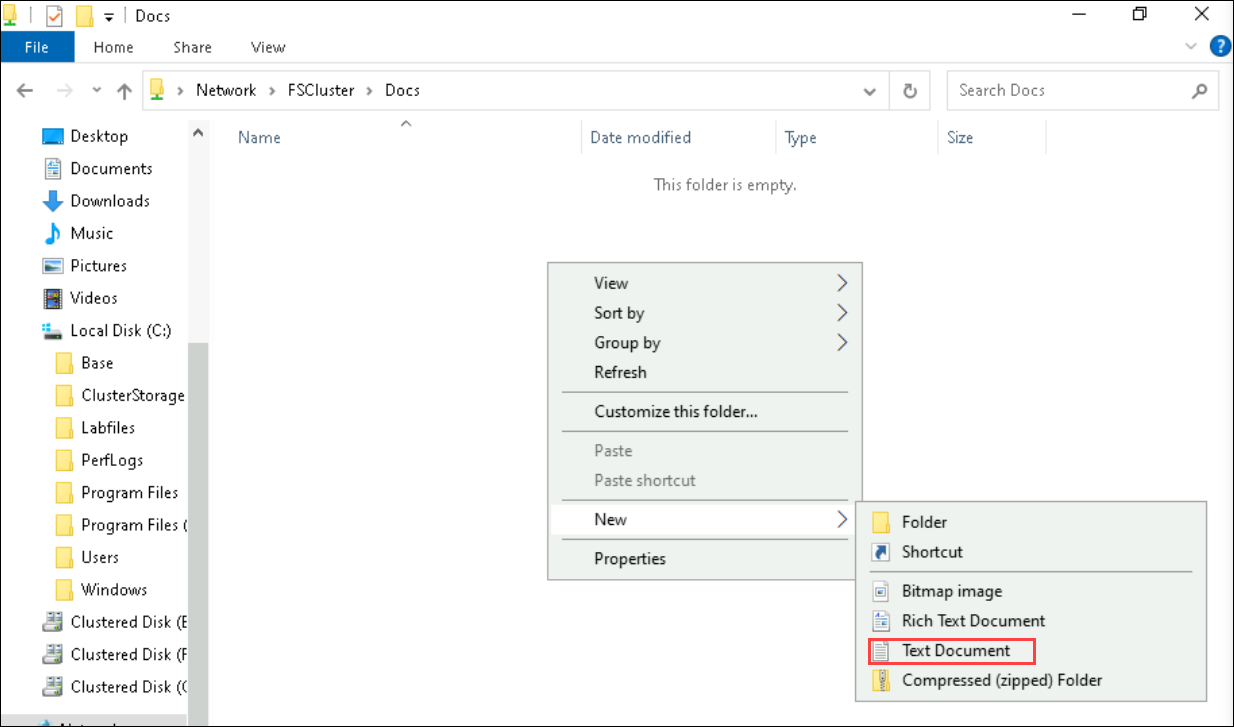 Docs
File Home Share View
Network FSCluster Docs Search Docs
Name Date modified Type Size
This folder is empty.
Desktop
Documents
Downloads
Music
Pictures
Videos
Local Disk (C:)
Base
ClusterStorage
Labfiles
PerfLogs
Program Files
Program Files (
Users
Windows
Clustered Disk (E
Clustered Disk (F
Clustered Disk (G
View
Sort by
Group by
Refresh
Customize this folder...
Paste
Paste shortcut
New
Properties
Folder
Shortcut
Bitmap image
Rich Text Document
Text Document
Compressed (zipped) Folder